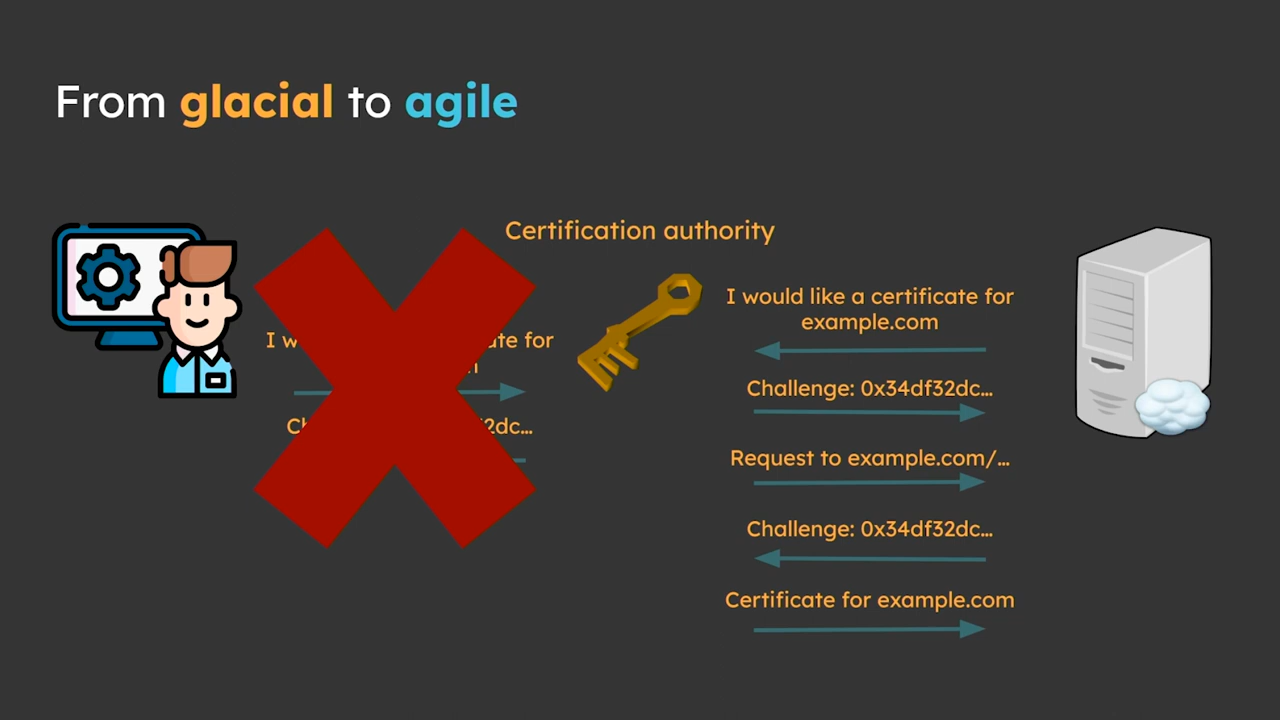 From glacial to agile
Certification authority
I would like a certificate for
example.com
I
for
Challenge: 0x34df32dc…
Request to example.com/…
Challenge: 0x34df32dc…
Certificate for example.com